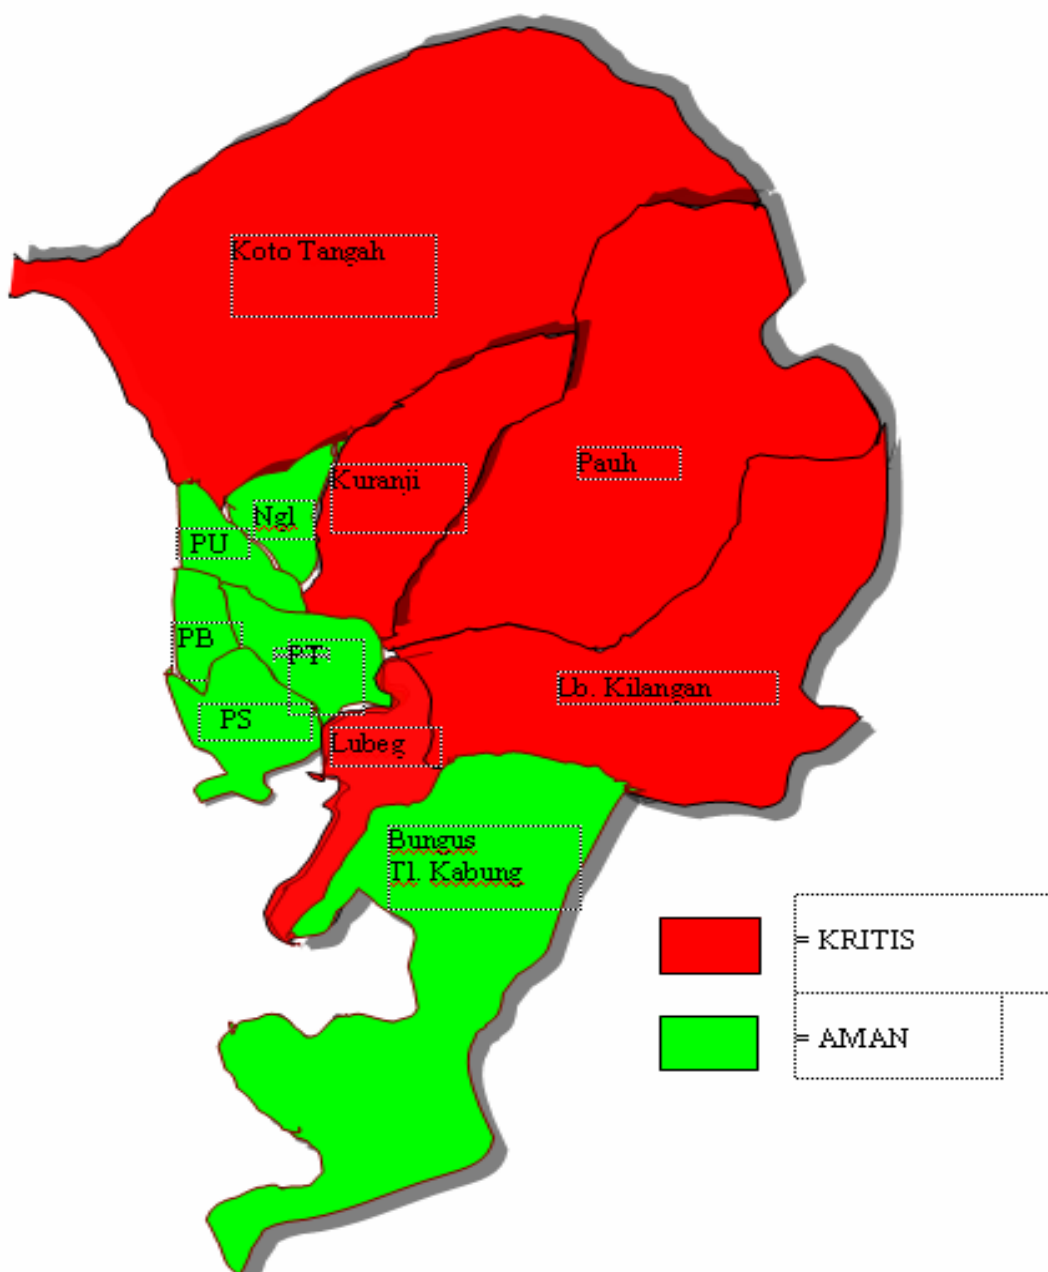 Koto Tangah
Kuranji
Pauh
Ngl
PU
PB
PT
PS
Lb. Kilangan
Lubeg
Bungus
Tl. Kabung
= KRITIS
= AMAN